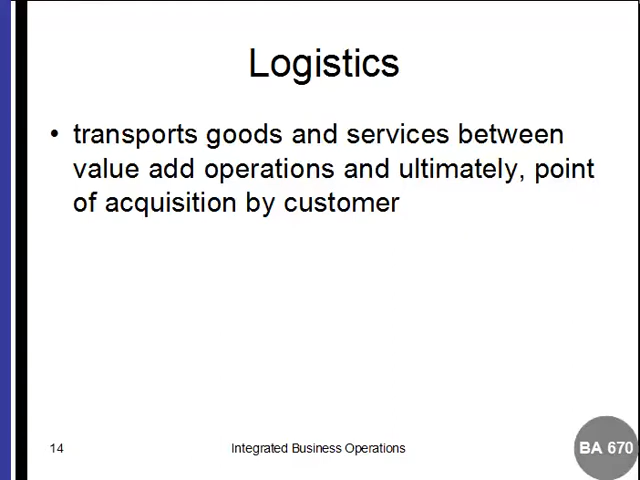 Logistics
• transports goods and services between
value add operations and ultimately, point
of acquisition by customer
14
Integrated Business Operations
BA 670